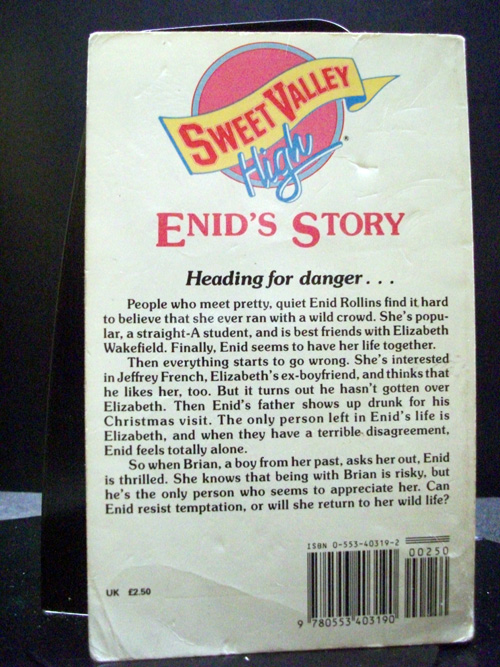 SWEET VALLEY
High
ENID'S STORY
Heading for danger . . .
People who meet pretty, quiet Enid Rollins find it hard
to believe that she ever ran with a wild crowd. She's popu-
lar, a straight-A student, and is best friends with Elizabeth
Wakefield. Finally, Enid seems to have her life together.
Then everything starts to go wrong. She's interested
in Jeffrey French, Elizabeth's ex-boyfriend, and thinks that
he likes her, too. But it turns out he hasn't gotten over
Elizabeth. Then Enid's father shows up drunk for his
Christmas visit. The only person left in Enid's life is
Elizabeth, and when they have a terrible disagreement,
Enid feels totally alone.
So when Brian, a boy from her past, asks her out, Enid
is thrilled. She knows that being with Brian is risky, but
he's the only person who seems to appreciate her. Can
Enid resist temptation, or will she return to her wild life?
ISBN 0-553-40319-2
00250
UK £2.50
9 780553 403190